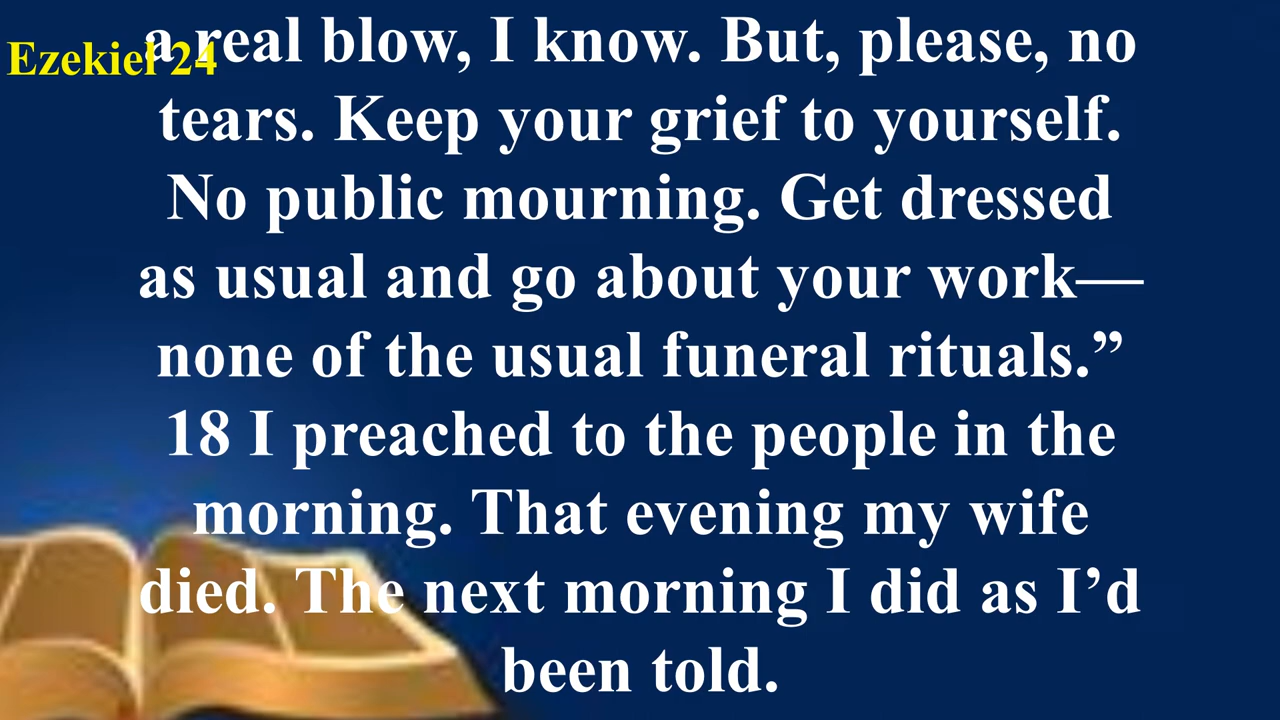 Ezekiel 24
a real blow, I know. But, please, no
tears. Keep your grief to yourself.
No public mourning. Get dressed
as usual and go about your work—
none of the usual funeral rituals.”
18 I preached to the people in the
morning. That evening my wife
died. The next morning I did as I’d
been told.